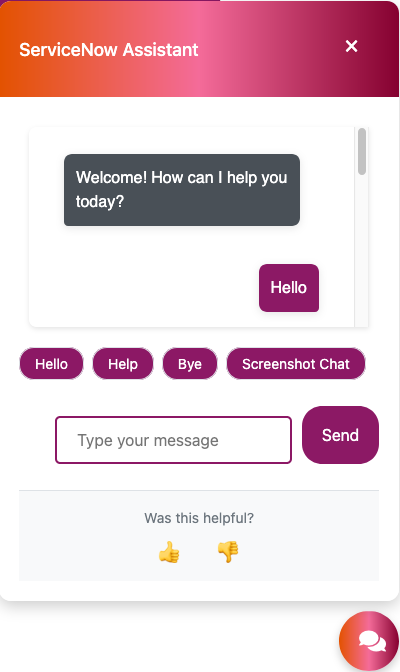 ServiceNow Assistant
Welcome! How can I help you
today?
Hello
Hello
Help
Bye
Screenshot Chat
Type your message
Send
Was this helpful?